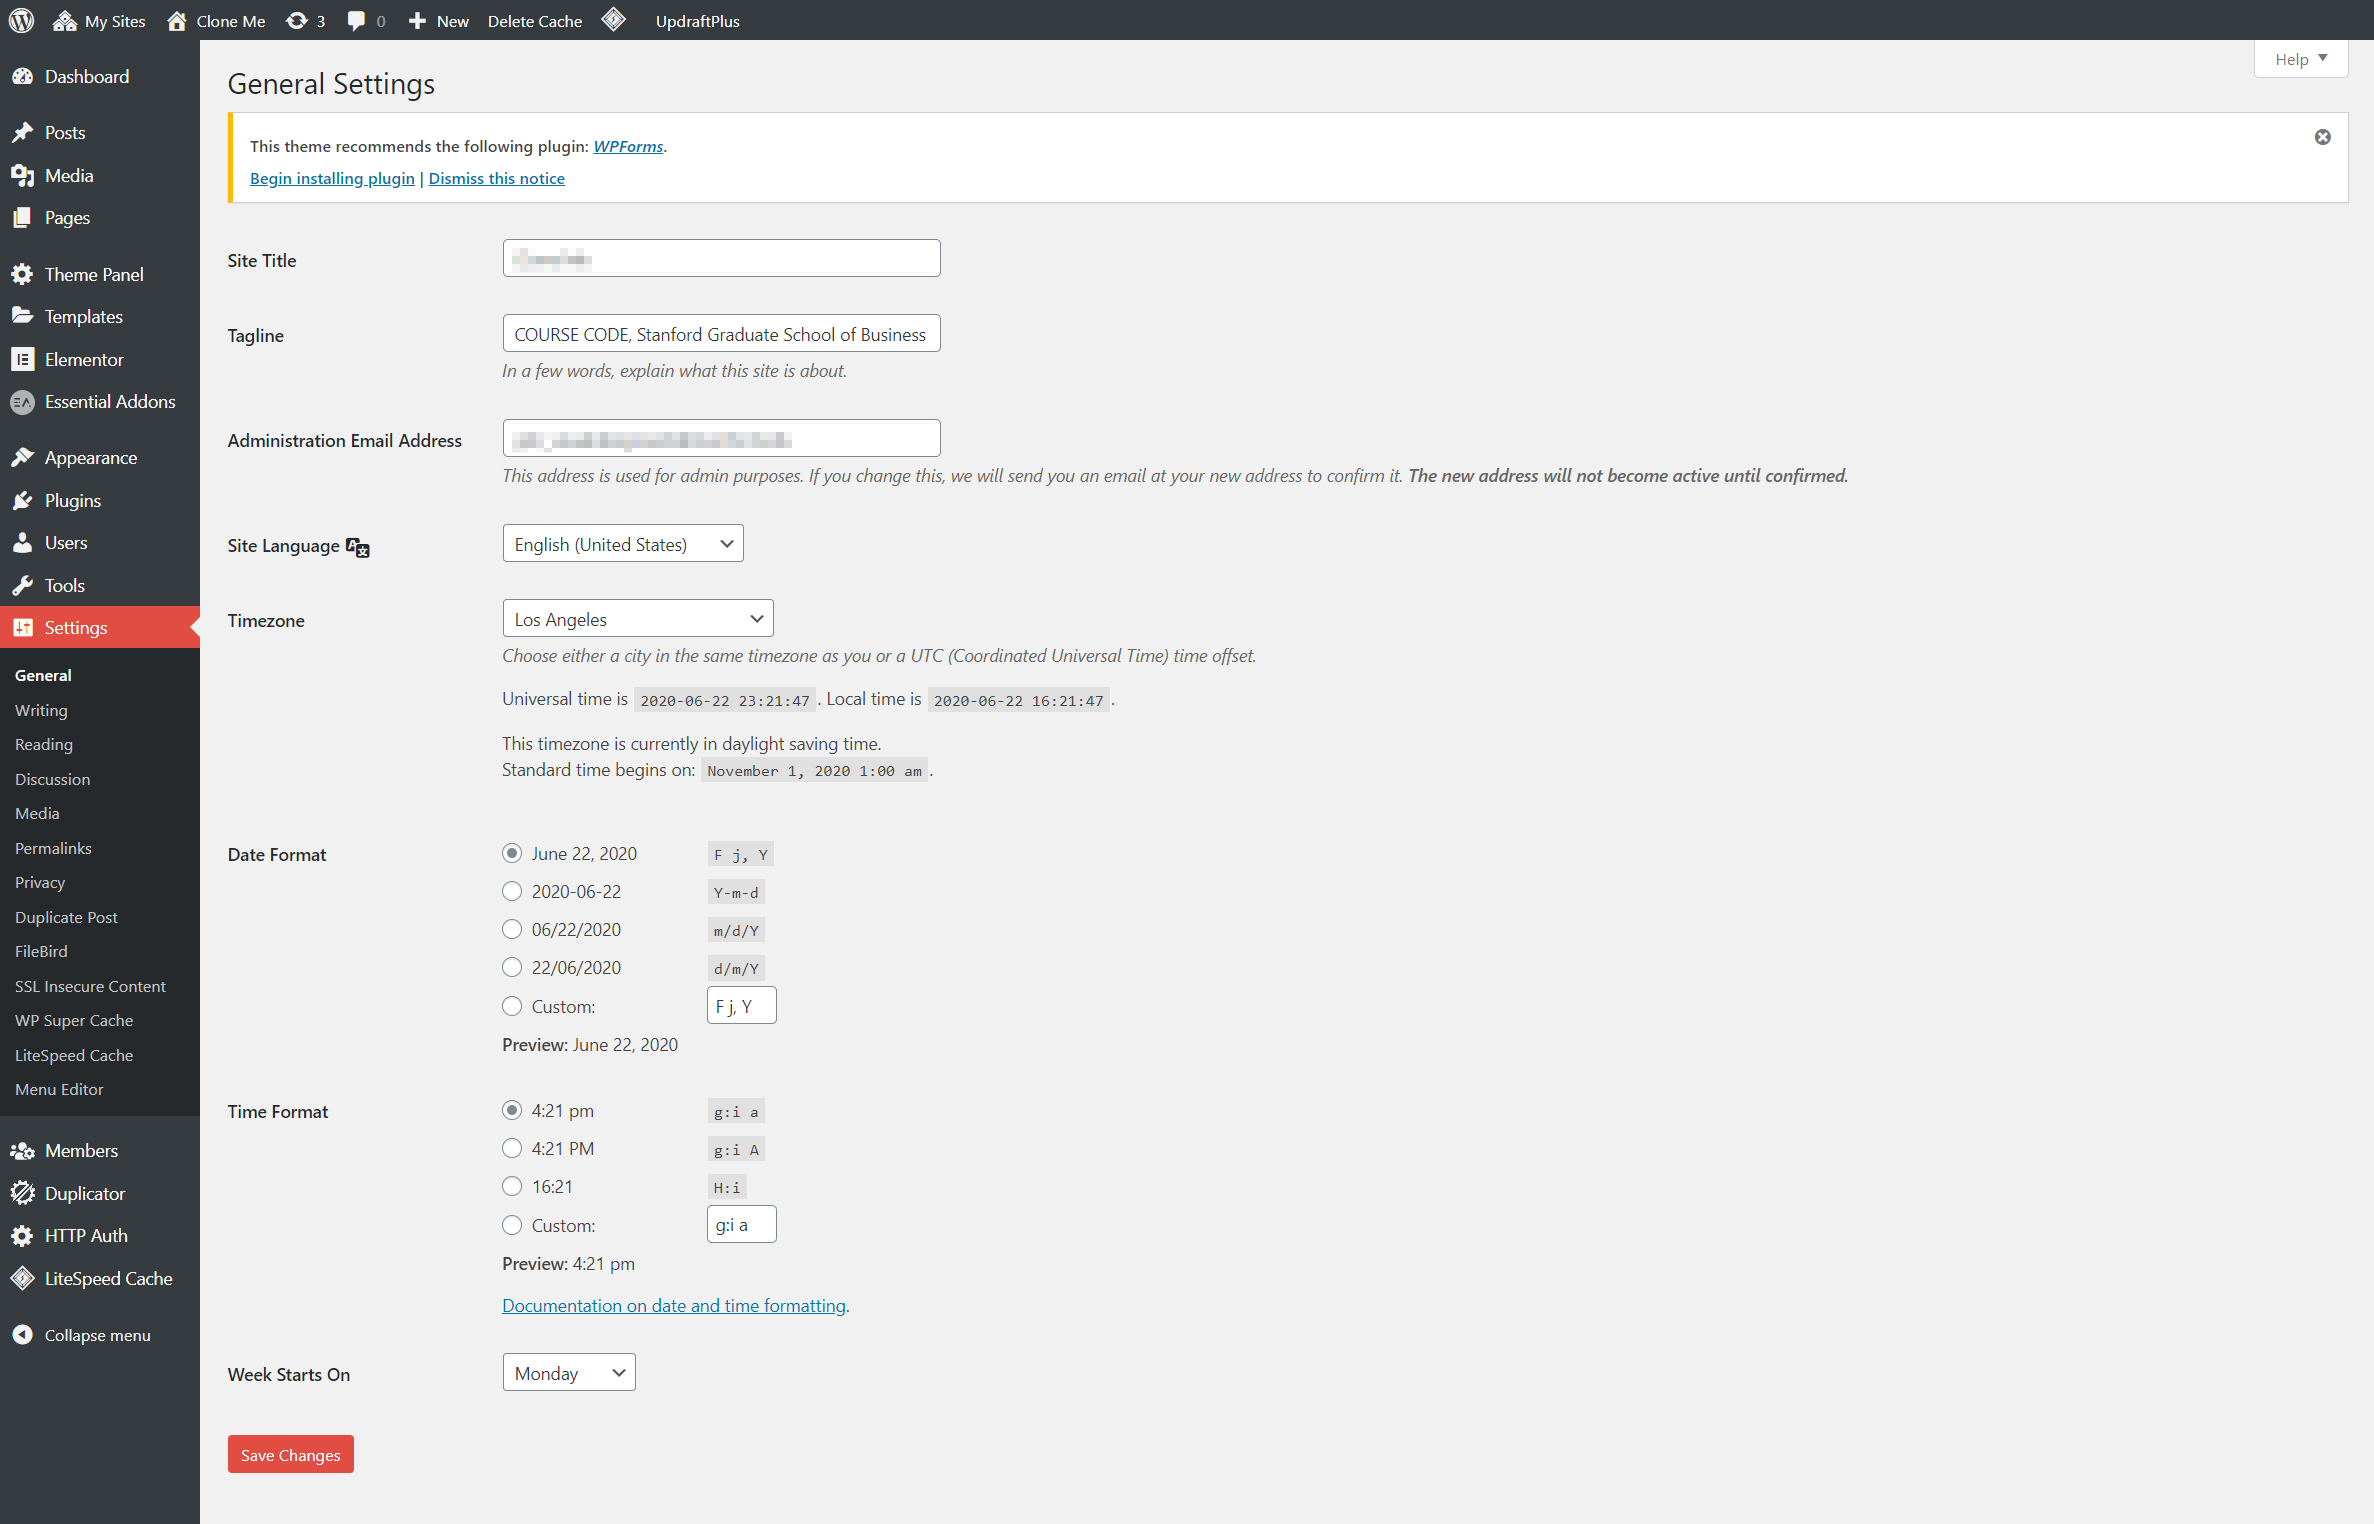 My Sites Clone Me 3 0 New Delete Cache UpdraftPlus
Help
Dashboard
Posts
Media
Pages
Theme Panel
Templates
Elementor
Essential Addons
Appearance
Plugins
Users
Tools
Settings
General
Writing
Reading
Discussion
Media
Permalinks
Privacy
Duplicate Post
FileBird
SSL Insecure Content
WP Super Cache
LiteSpeed Cache
Menu Editor
Members
Duplicator
HTTP Auth
LiteSpeed Cache
Collapse menu
General Settings
This theme recommends the following plugin: WPForms.
Begin installing plugin | Dismiss this notice
Site Title
Tagline
COURSE CODE, Stanford Graduate School of Business
In a few words, explain what this site is about.
Administration Email Address
This address is used for admin purposes. If you change this, we will send you an email at your new address to confirm it. The new address will not become active until confirmed.
Site Language
English (United States)
Timezone
Los Angeles
Choose either a city in the same timezone as you or a UTC (Coordinated Universal Time) time offset.
Universal time is 2020-06-22 23:21:47 . Local time is 2020-06-22 16:21:47 .
This timezone is currently in daylight saving time.
Standard time begins on: November 1, 2020 1:00 am .
Date Format
June 22, 2020 F j, Y
2020-06-22 Y-m-d
06/22/2020 m/d/Y
22/06/2020 d/m/Y
Custom: F j, Y
Preview: June 22, 2020
Time Format
4:21 pm g:i a
4:21 PM g:i A
16:21 H:i
Custom: g:i a
Preview: 4:21 pm
Documentation on date and time formatting.
Week Starts On
Monday
Save Changes